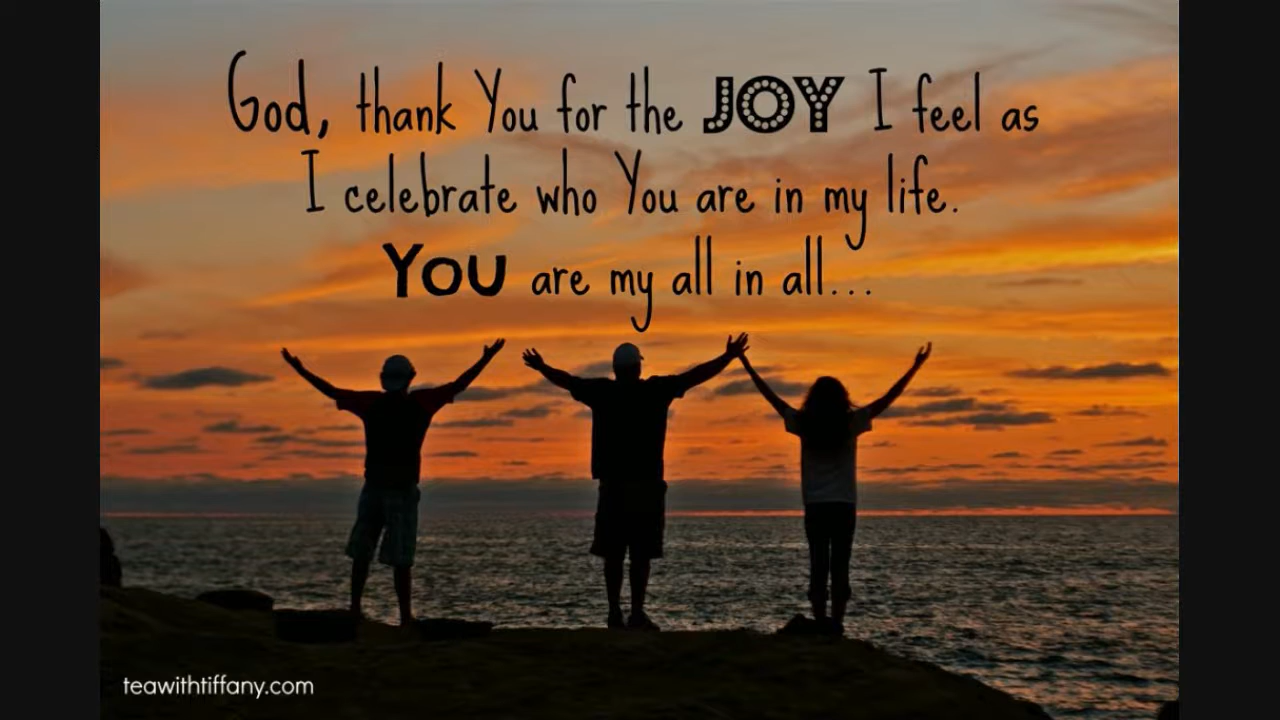 God, thank You for the JOY I feel as
I celebrate who You are in my life.
YOU are my all in all...
teawithtiffany.com